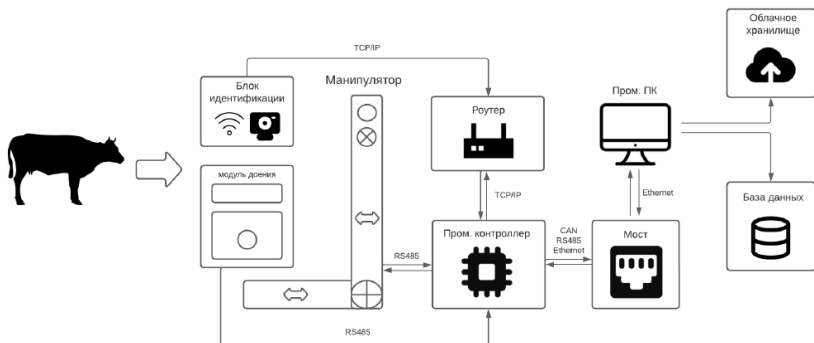 Облачное
хранилище
TCP/IP
Блок
идентификации
Манипулятор
Пром. ПК
Роутер
модуль доения
TCP/IP
Ethernet
База данных
Пром. контроллер
CAN
RS485
Ethernet
Мост
RS485
RS485